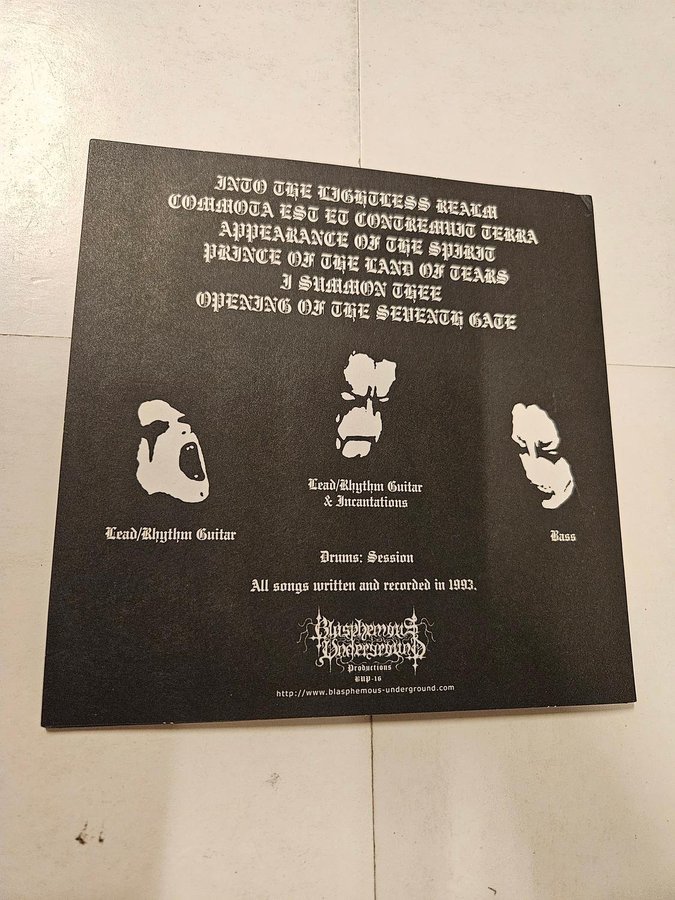 INTO THE LIGHTLESS REALM
COMMOTA EST ET CONTREMUIT TERRA
APPEARANCE OF THE SPIRIT
PRINCE OF THE LAND OF TEARS
I SUMMON THEE
OPENING OF THE SEVENTH GATE
Lead/Rhythm Guitar
& Incantations
Lead/Rhythm Guitar
Bass
Drums: Session
All songs written and recorded in 1993.
Blasphemous
Underground
Productions
BUP-16
http://www.blasphemous-underground.com